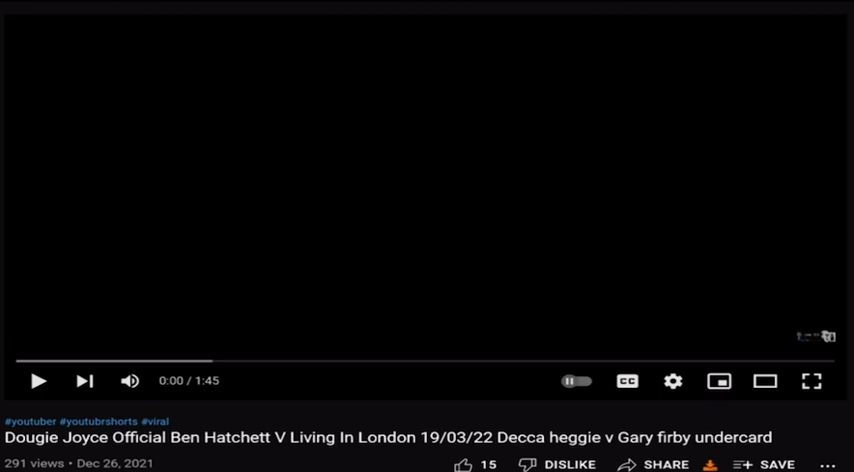 0:00 / 1:45
CC
#youtuber #youtubrshorts #viral
Dougie Joyce Official Ben Hatchett V Living In London 19/03/22 Decca heggie v Gary firby undercard
291 views • Dec 26, 2021 15 DISLIKE SHARE SAVE